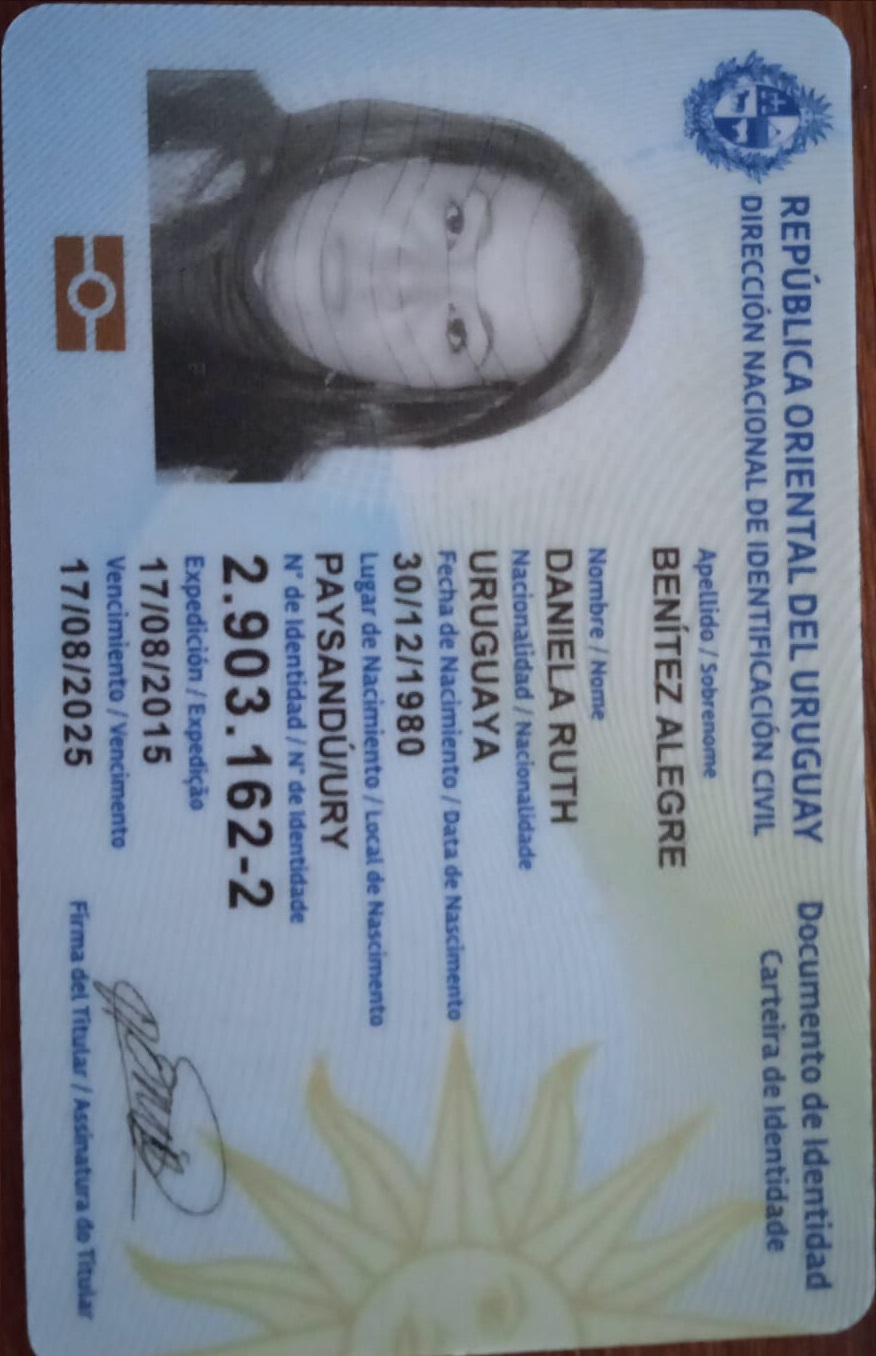 REPÚBLICA ORIENTAL DEL URUGUAY
DIRECCIÓN NACIONAL DE IDENTIFICACIÓN CIVIL
Documento de Identidad
Carteira de Identidade
Apellido / Sobrenome
BENÍTEZ ALEGRE
Nombre / Nome
DANIELA RUTH
Nacionalidad / Nacionalidade
URUGUAYA
Fecha de Nacimiento / Data de Nascimento
30/12/1980
Lugar de Nacimiento / Local de Nascimento
PAYSANDÚ/URY
N° de Identidad / N° de Identidade
2.903.162-2
Expedición / Expedição
17/08/2015
Vencimiento / Vencimento
17/08/2025
Firma del Titular / Assinatura do Titular